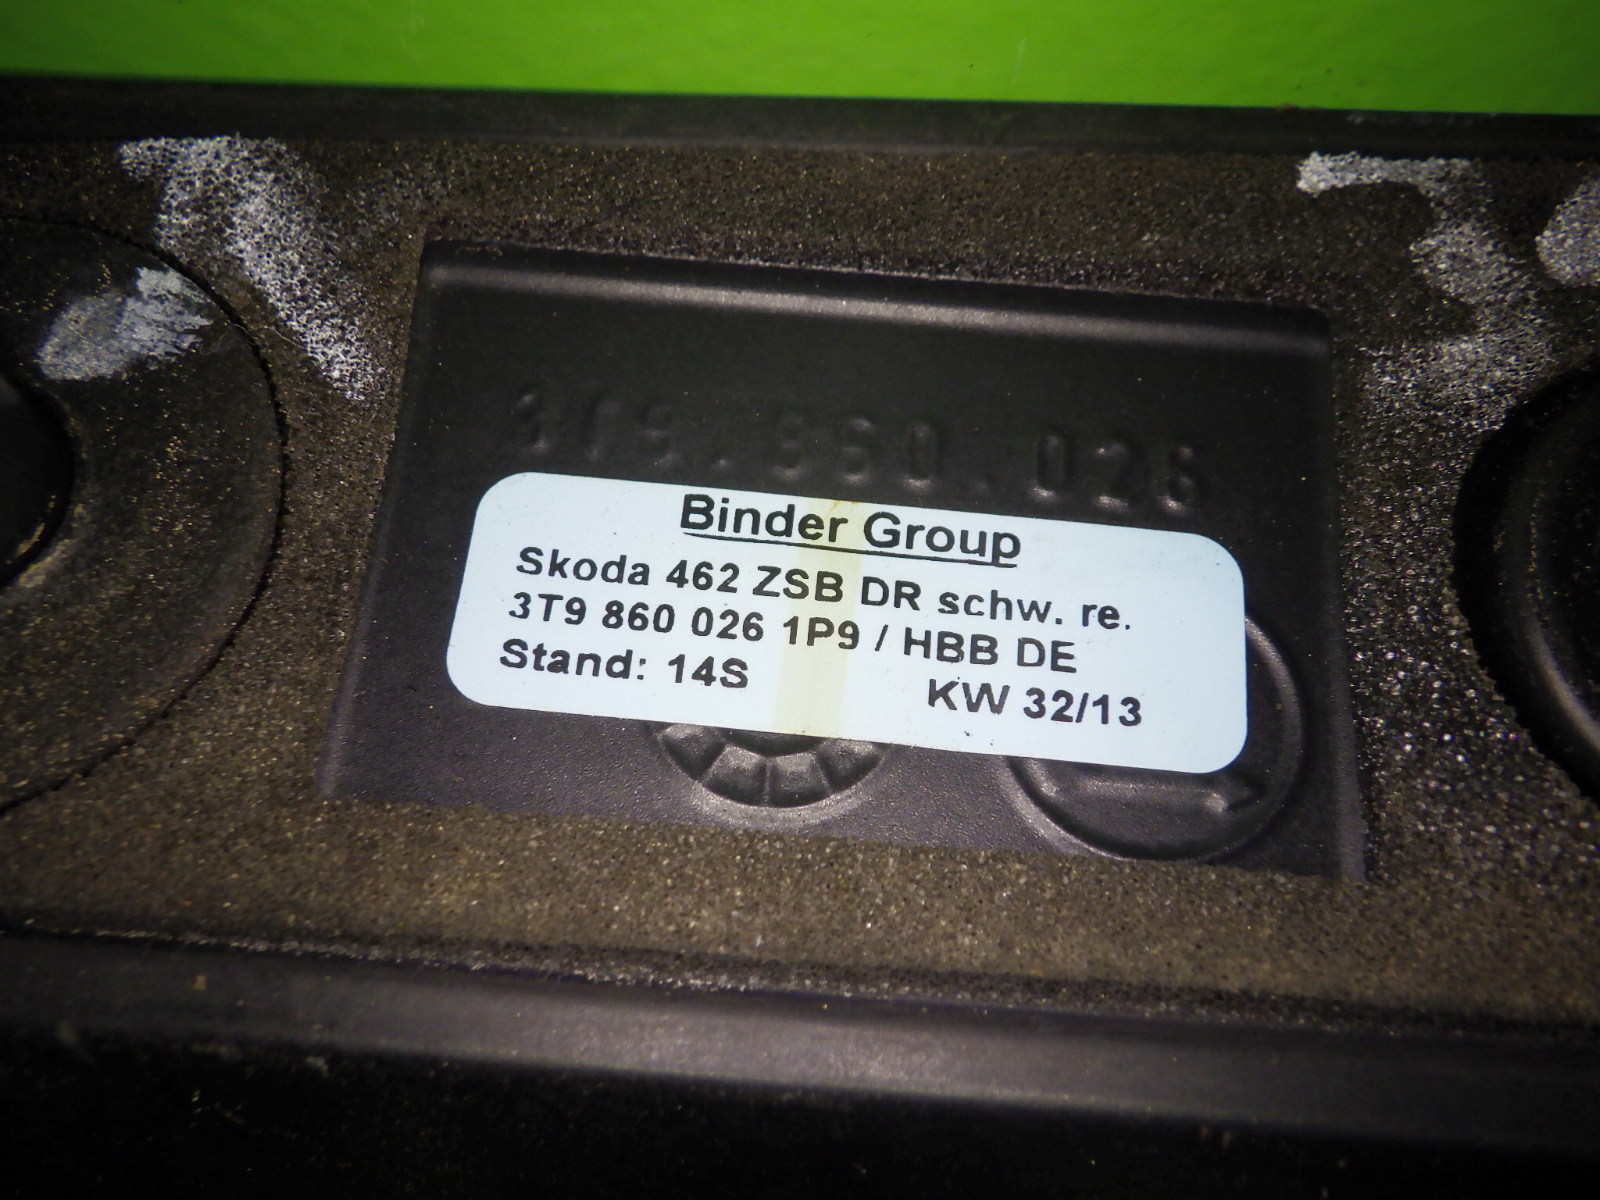 3T9.860.026
Binder Group
Skoda 462 ZSB DR schw. re.
3T9 860 026 1P9 / HBB DE
Stand: 14S KW 32/13